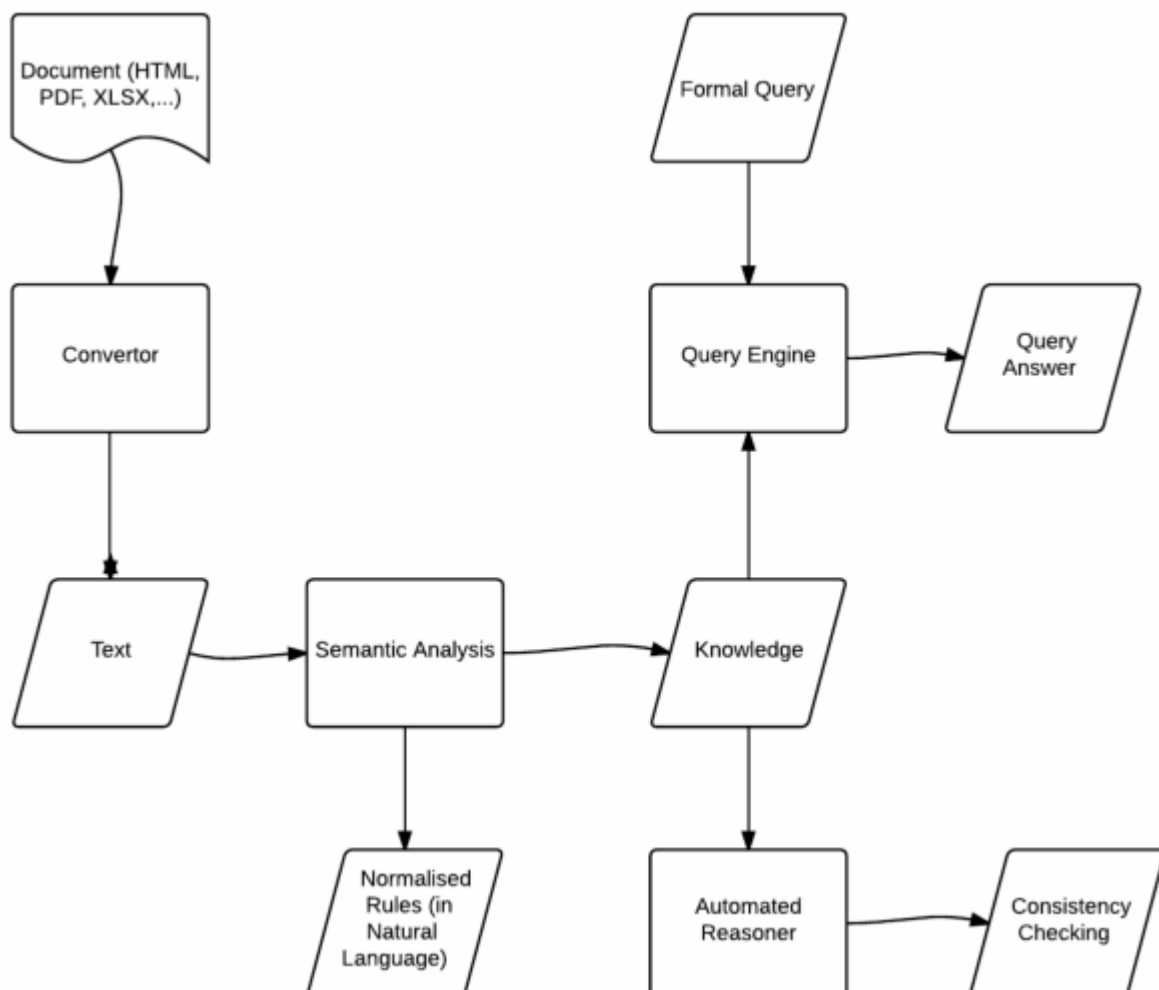 Document (HTML,
PDF, XLSX,...)
Formal Query
Convertor
Query Engine
Query
Answer
Text
Semantic Analysis
Knowledge
Normalised
Rules (in
Natural
Language)
Automated
Reasoner
Consistency
Checking